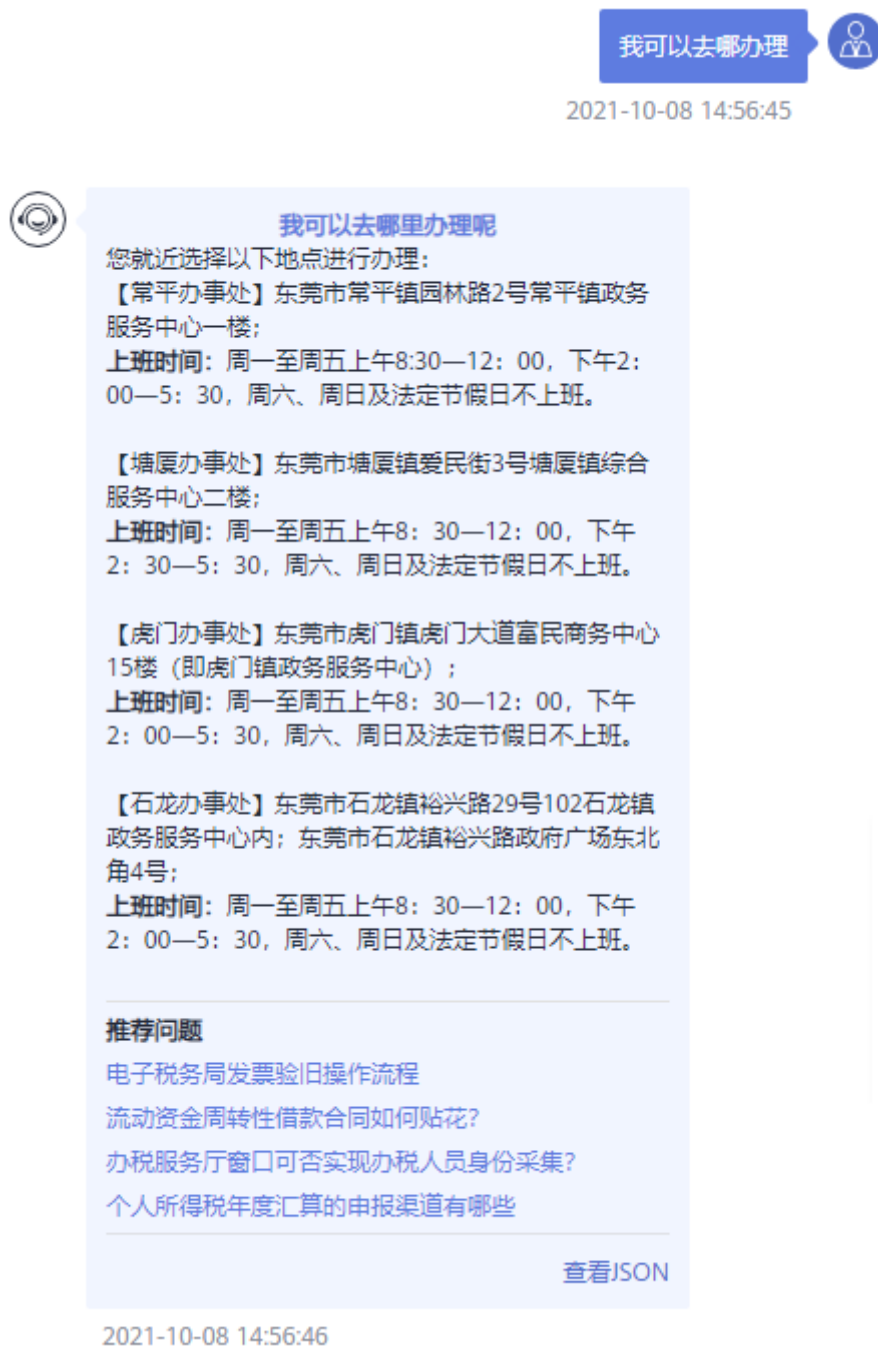 我可以去哪办理
2021-10-08 14:56:45
我可以去哪里办理呢
您就近选择以下地点进行办理：
【常平办事处】东莞市常平镇园林路2号常平镇政务
服务中心一楼；
上班时间：周一至周五上午8:30—12：00，下午2：
00—5：30，周六、周日及法定节假日不上班。
【塘厦办事处】东莞市塘厦镇爱民街3号塘厦镇综合
服务中心二楼；
上班时间：周一至周五上午8：30—12：00，下午
2：30—5：30，周六、周日及法定节假日不上班。
【虎门办事处】东莞市虎门镇虎门大道富民商务中心
15楼（即虎门镇政务服务中心）；
上班时间：周一至周五上午8：30—12：00，下午
2：00—5：30，周六、周日及法定节假日不上班。
【石龙办事处】东莞市石龙镇裕兴路29号102石龙镇
政务服务中心内；东莞市石龙镇裕兴路政府广场东北
角4号；
上班时间：周一至周五上午8：30—12：00，下午
2：00—5：30，周六、周日及法定节假日不上班。
推荐问题
电子税务局发票验旧操作流程
流动资金周转性借款合同如何贴花？
办税服务厅窗口可否实现办税人员身份采集？
个人所得税年度汇算的申报渠道有哪些
查看JSON
2021-10-08 14:56:46